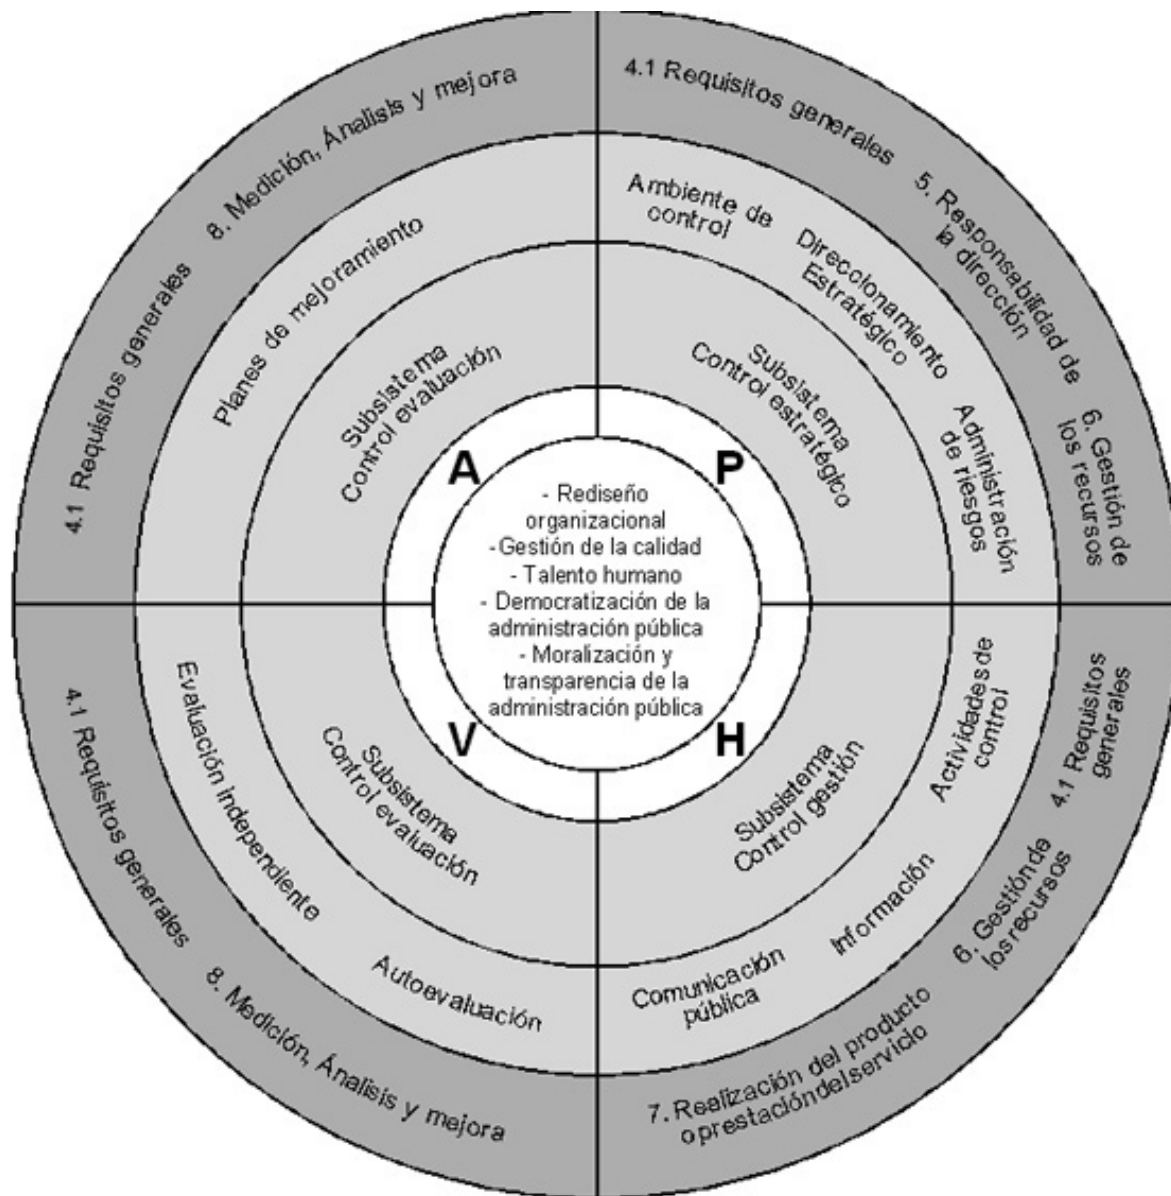 8. Medición, Ánalisis y mejora
4.1 Requisitos generales
Planes de mejoramiento
Subsistema
Control evaluación
A
4.1 Requisitos generales
5. Responsabilidad de
la dirección
6. Gestión de
los recursos
Ambiente de
control
Direccionamiento
Estratégico
Administración
de riesgos
Subsistema
Control estratégico
P
- Rediseño
organizacional
-Gestión de la calidad
- Talento humano
- Democratización de la
administración pública
- Moralización y
transparencia de la
administración pública
V
Subsistema
Control evaluación
Evaluación independiente
Autoevaluación
4.1 Requisitos generales
8. Medición, Ánalisis y mejora
H
Subsistema
Control gestión
Actividades de
control
Información
Comunicación
pública
4.1 Requisitos
generales
6. Gestión de
los recursos
7. Realización del producto
o prestación del servicio